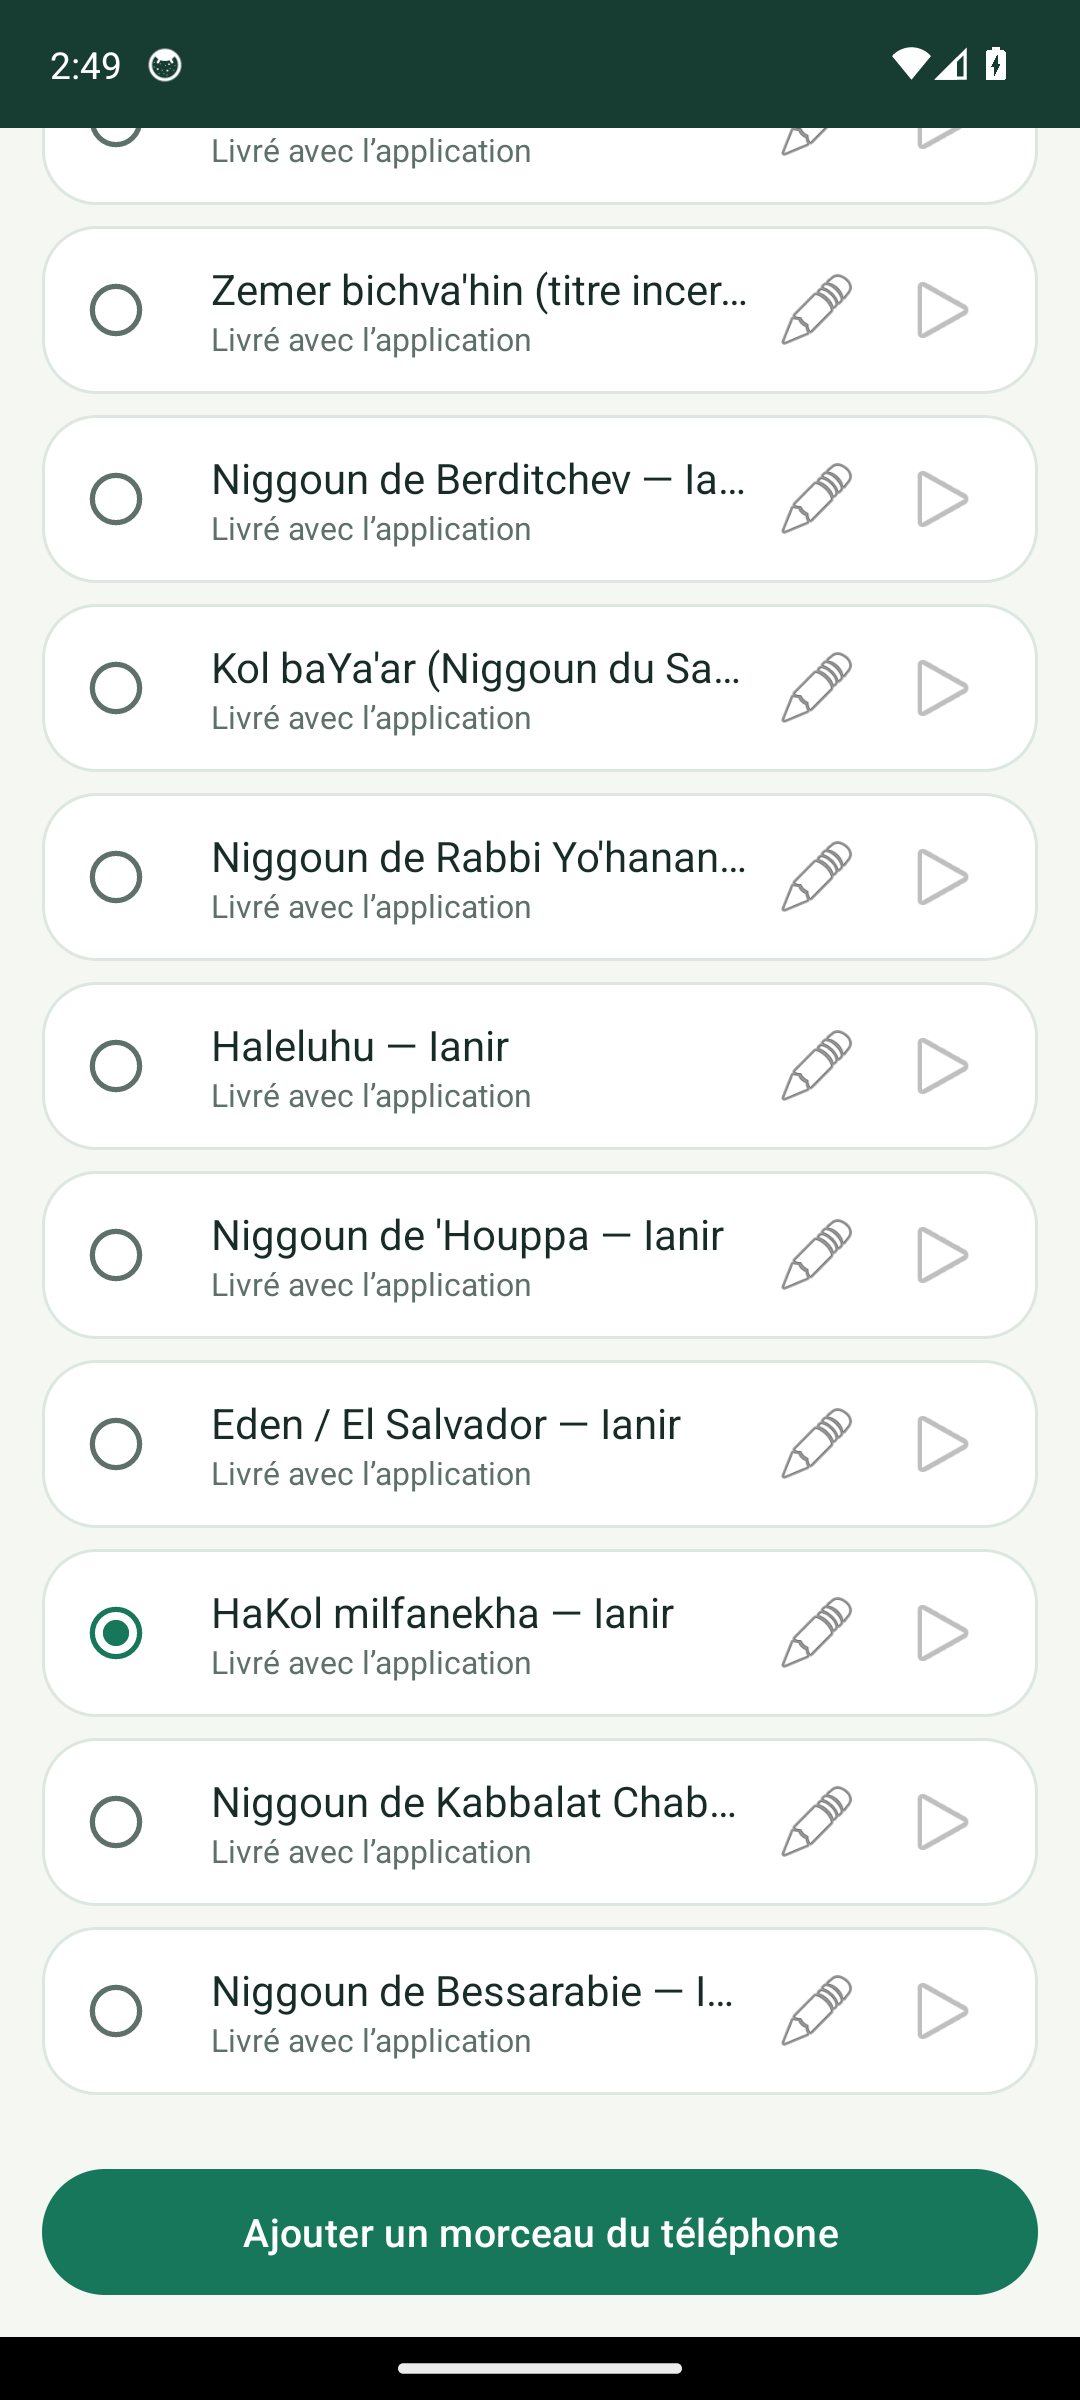 2:49
Livré avec l’application
Zemer bichva'hin (titre incer…
Livré avec l’application
Niggoun de Berditchev — Ia…
Livré avec l’application
Kol baYa'ar (Niggoun du Sa…
Livré avec l’application
Niggoun de Rabbi Yo'hanan…
Livré avec l’application
Haleluhu — Ianir
Livré avec l’application
Niggoun de 'Houppa — Ianir
Livré avec l’application
Eden / El Salvador — Ianir
Livré avec l’application
HaKol milfanekha — Ianir
Livré avec l’application
Niggoun de Kabbalat Chab…
Livré avec l’application
Niggoun de Bessarabie — I…
Livré avec l’application
Ajouter un morceau du téléphone